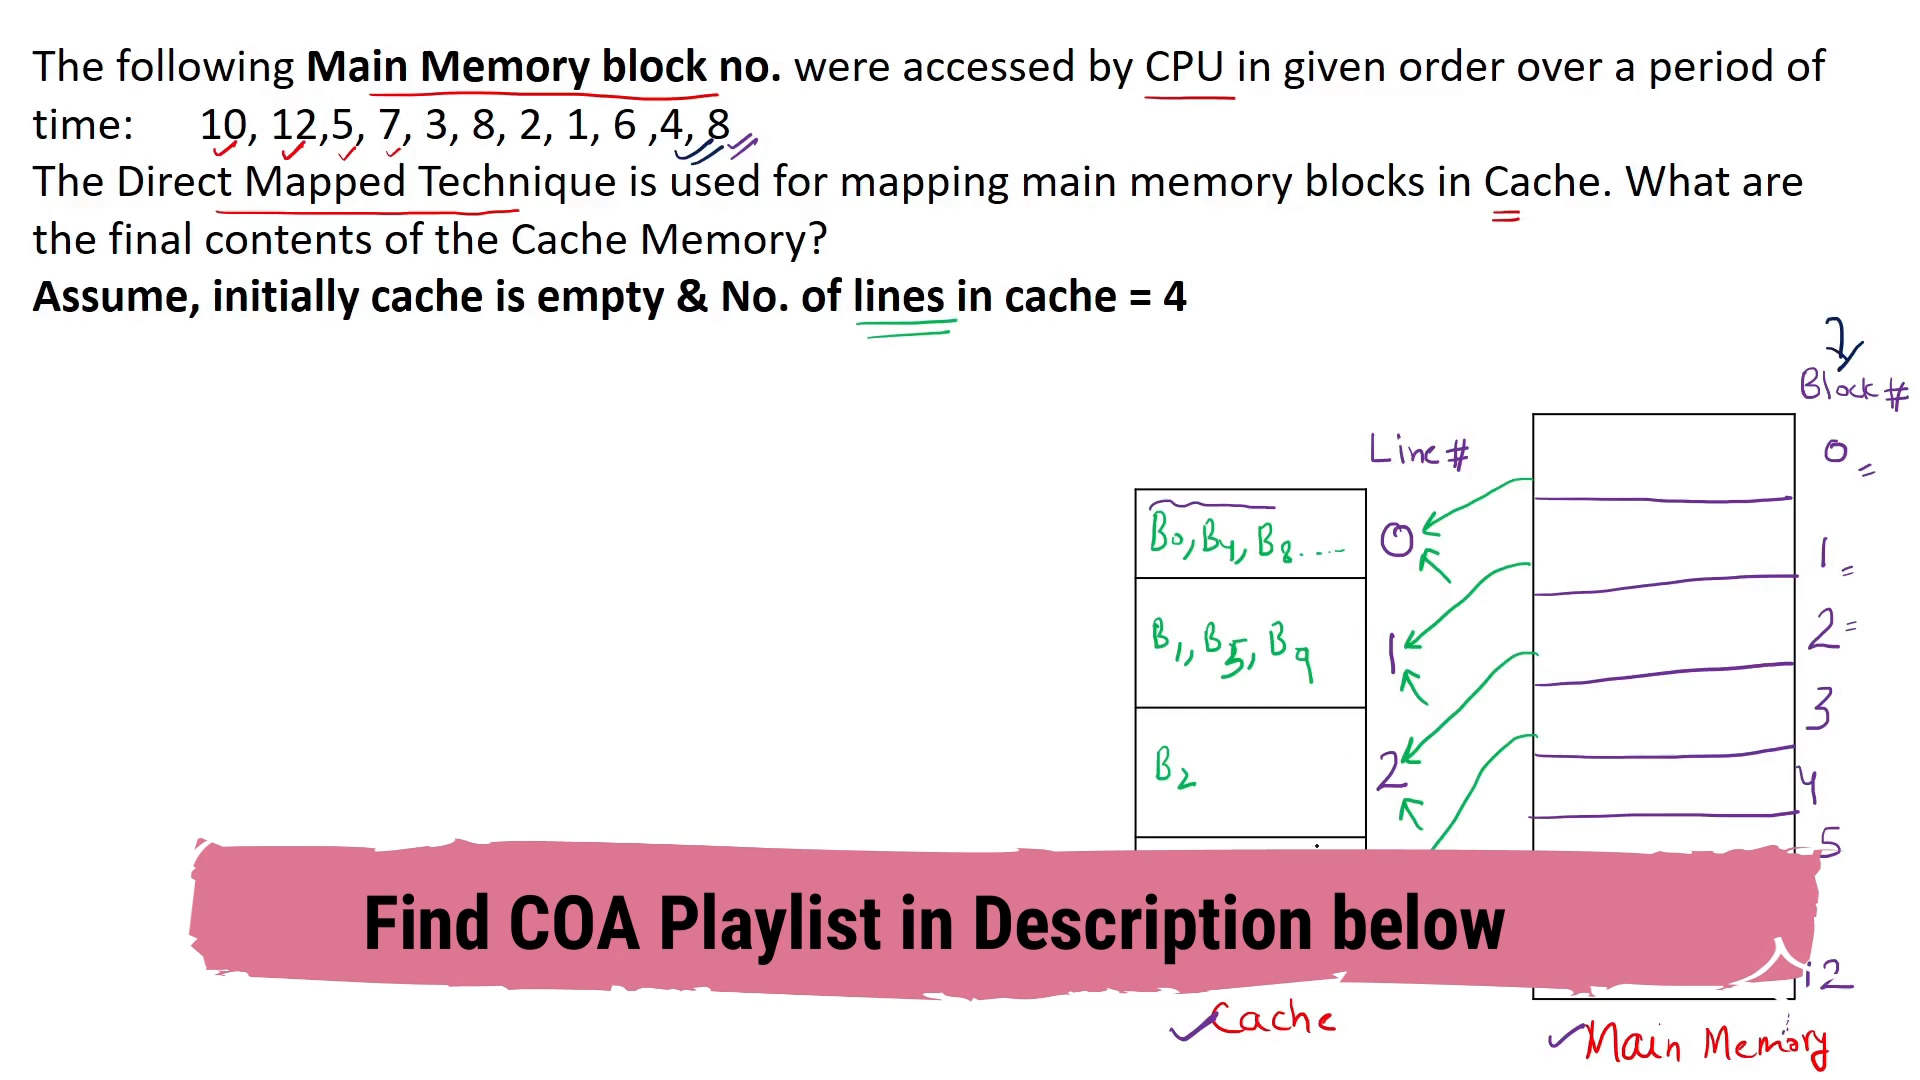 The following Main Memory block no. were accessed by CPU in given order over a period of
time: 10, 12,5, 7, 3, 8, 2, 1, 6 ,4, 8
The Direct Mapped Technique is used for mapping main memory blocks in Cache. What are
the final contents of the Cache Memory?
Assume, initially cache is empty & No. of lines in cache = 4
Block #
Line #
0
B0, B4, B8....
0
1
B1, B5, B9
1
2
3
B2
2
4
5
Find COA Playlist in Description below
12
Cache
Main Memory